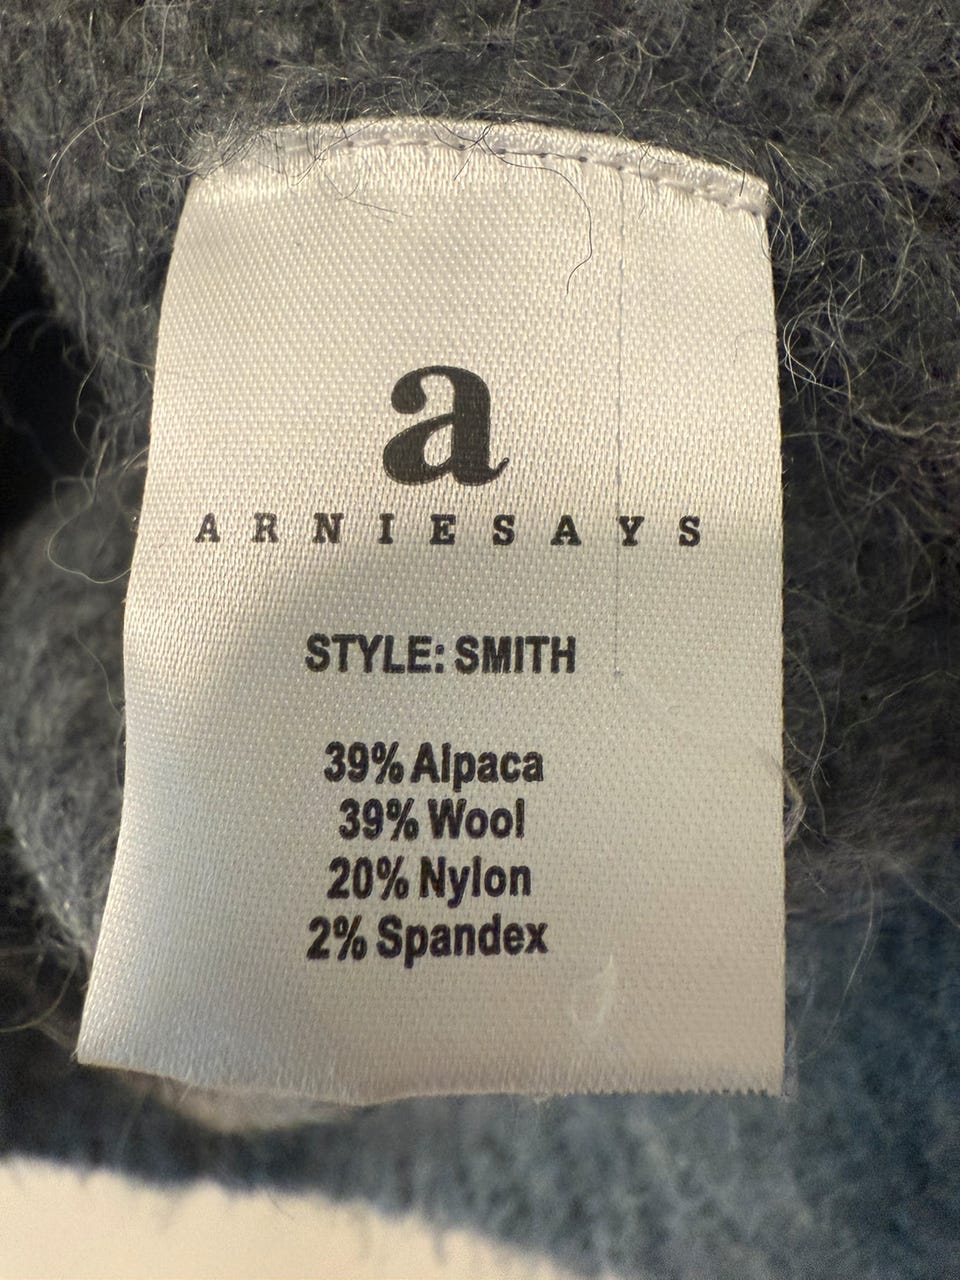 a
ARNIESAYS
STYLE: SMITH
39% Alpaca
39% Wool
20% Nylon
2% Spandex